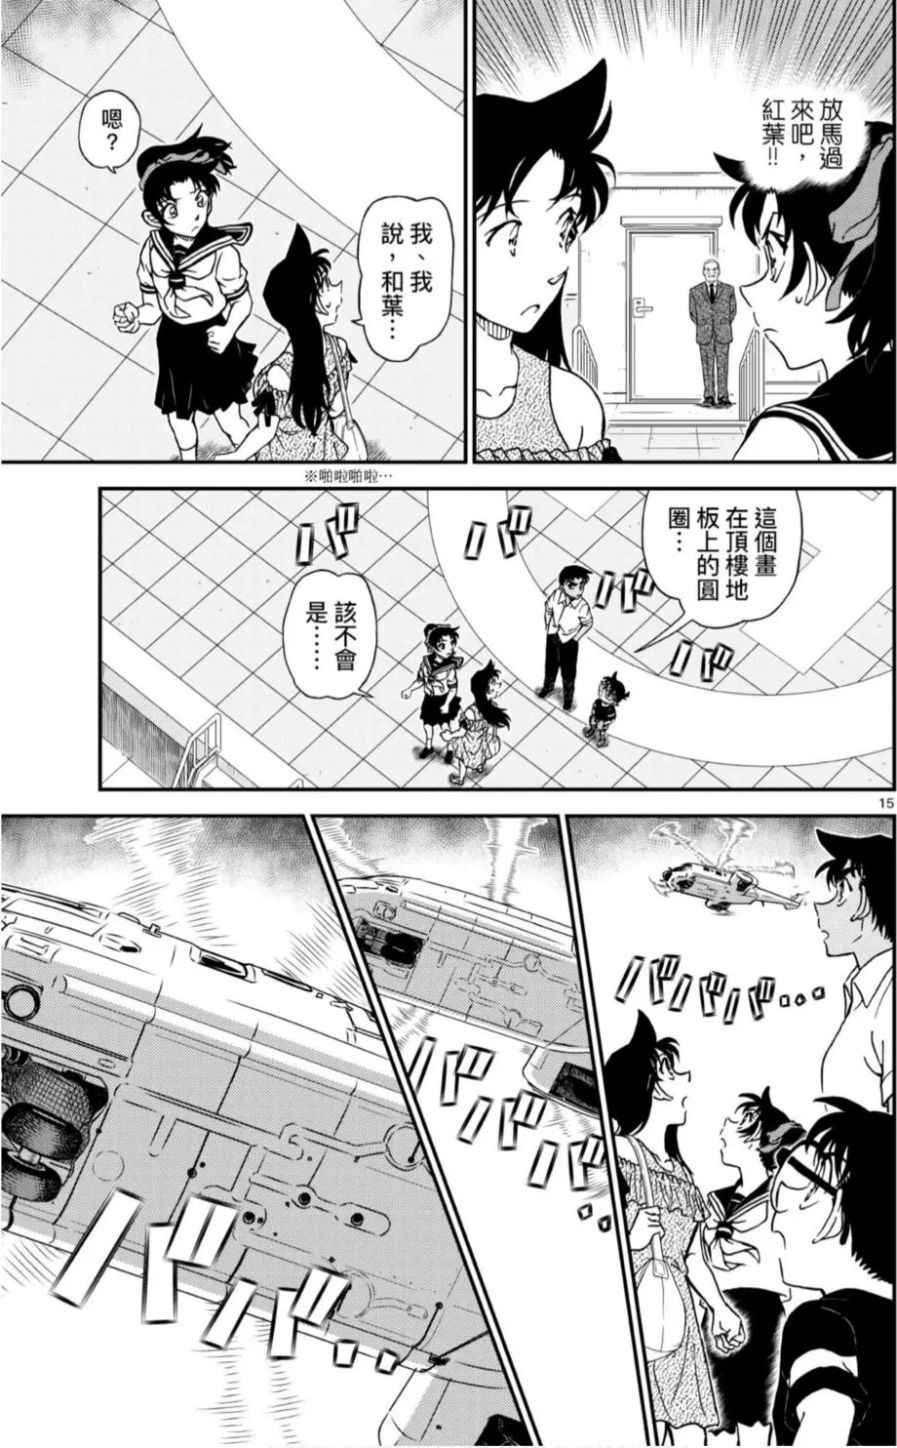 放馬過
來吧，
紅葉!!
我、我
說，和
葉…
嗯？
※啪啦啪啦…
這個畫
在頂樓地
板上的圓
圈…
該不會
是……
バババババ
15
バババ…
バババ…
バババ…